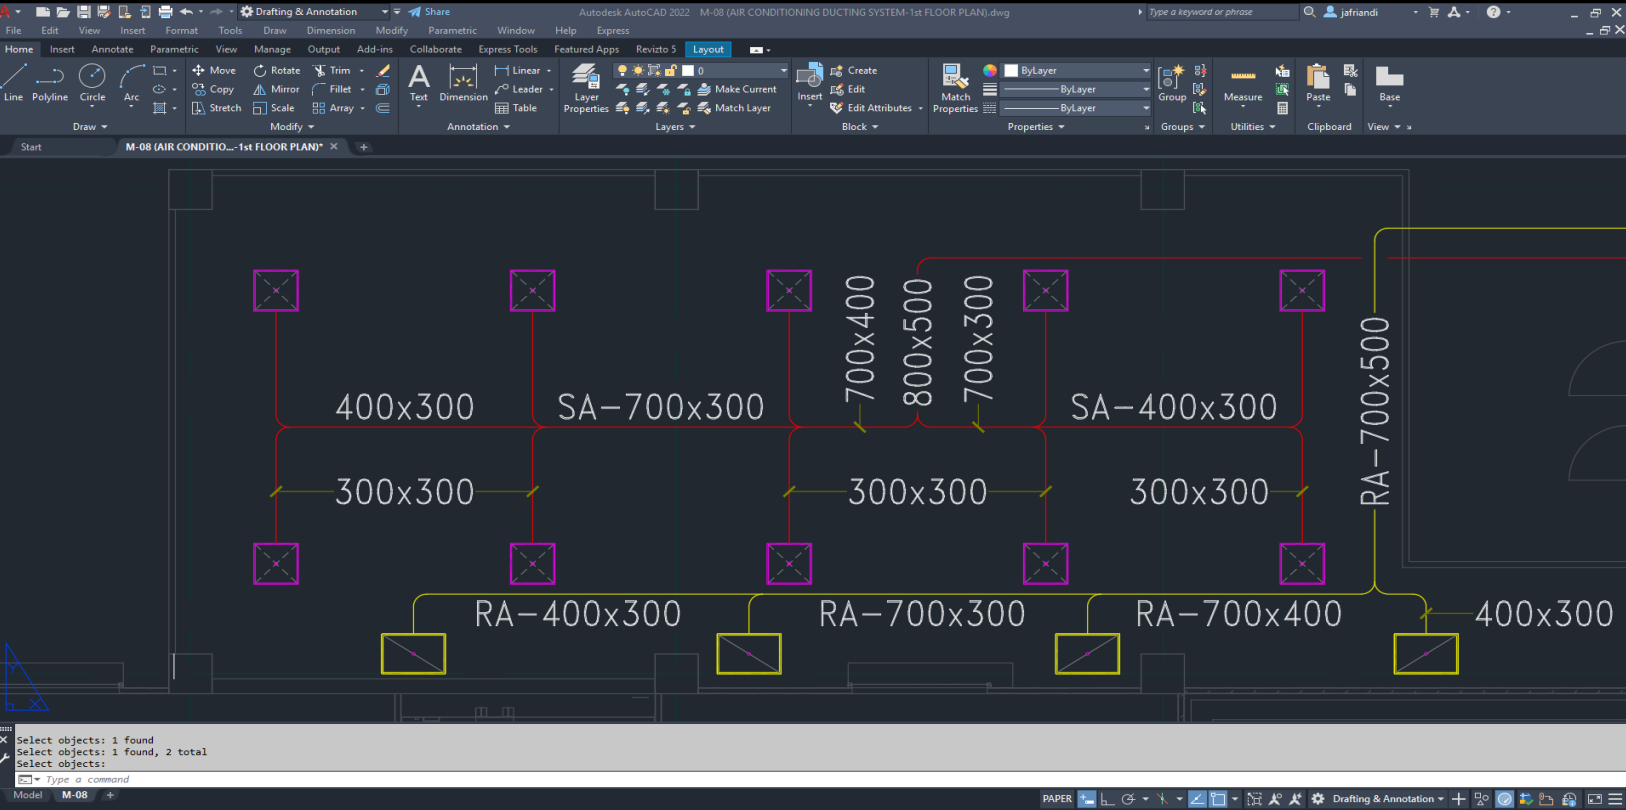 Drafting & Annotation
Share
Autodesk AutoCAD 2022 M-08 (AIR CONDITIONING DUCTING SYSTEM-1st FLOOR PLAN).dwg
Type a keyword or phrase
jafriandi
File Edit View Insert Format Tools Draw Dimension Modify Parametric Window Help Express
Home Insert Annotate Parametric View Manage Output Add-ins Collaborate Express Tools Featured Apps Revizto 5 Layout
Line Polyline Circle Arc
Draw
Move Rotate Trim
Copy Mirror Fillet
Stretch Scale Array
Modify
Text Dimension
Linear
Leader
Table
Annotation
Layer Properties
0
Make Current
Match Layer
Layers
Insert
Create
Edit
Edit Attributes
Block
Match Properties
ByLayer
ByLayer
ByLayer
Properties
Group
Groups
Measure
Utilities
Paste
Clipboard
Base
View
Start
M-08 (AIR CONDITIO...-1st FLOOR PLAN)*
700x400
800x500
700x300
RA-700x500
400x300
SA-700x300
SA-400x300
300x300
300x300
300x300
RA-400x300
RA-700x300
RA-700x400
400x300
Y
X
Select objects: 1 found
Select objects: 1 found, 2 total
Select objects:
Type a command
Model M-08
PAPER
Drafting & Annotation